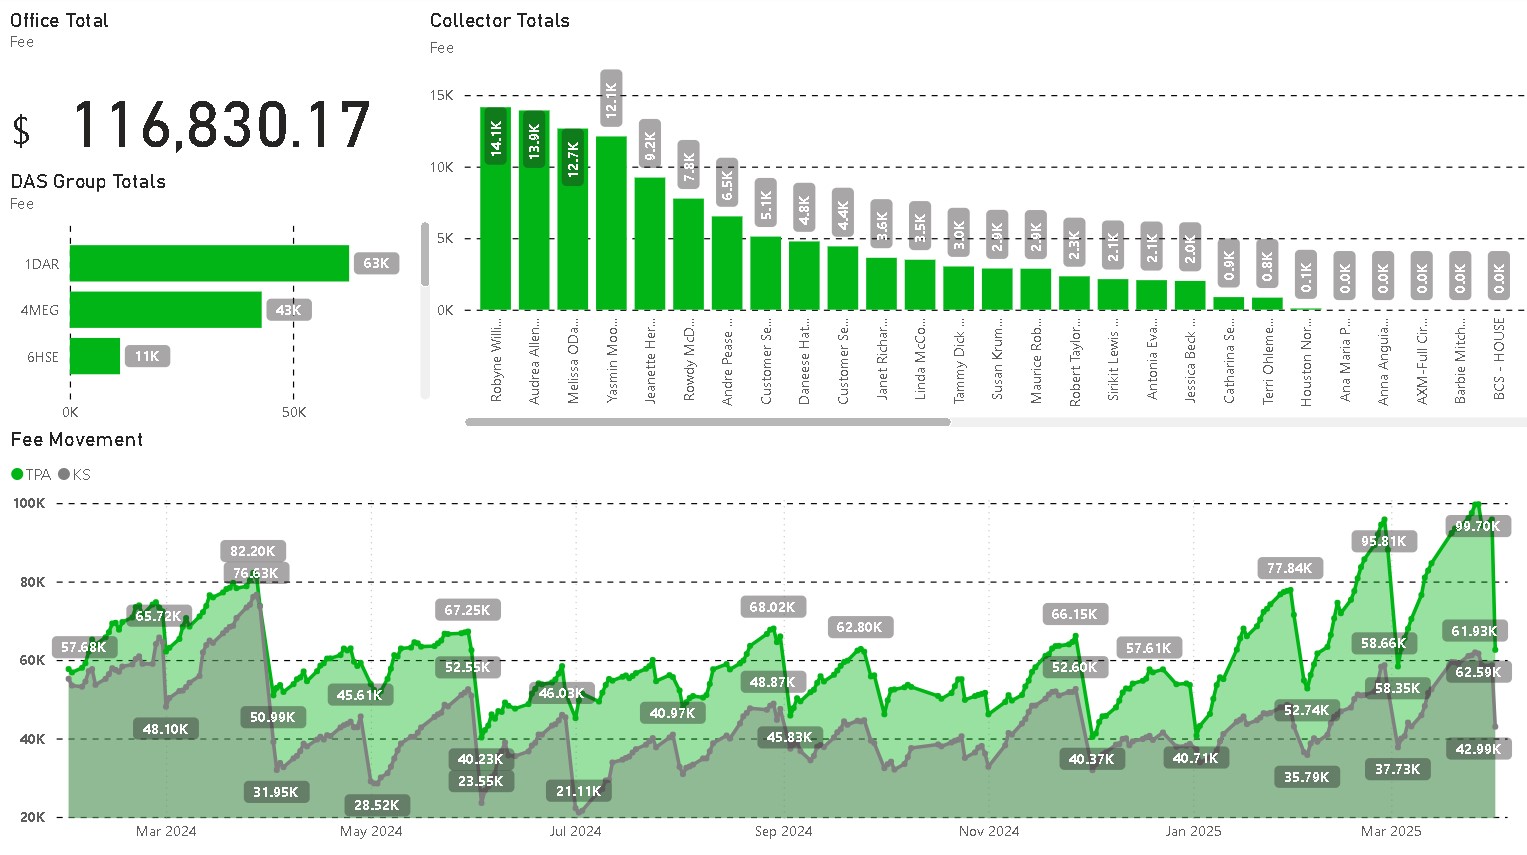 Office Total
Fee
$ 116,830.17
DAS Group Totals
Fee
1DAR 63K
4MEG 43K
6HSE 11K
0K 50K
Collector Totals
Fee
15K
10K
5K
0K
14.1K
13.9K
12.7K
12.1K
9.2K
7.8K
6.5K
5.1K
4.8K
4.4K
3.6K
3.5K
3.0K
2.9K
2.9K
2.3K
2.1K
2.1K
2.0K
0.9K
0.8K
0.1K
0.0K
0.0K
0.0K
0.0K
0.0K
Robyne Willi...
Audrea Allen...
Melissa ODa...
Yasmin Moo...
Jeanette Her...
Rowdy McD...
Andre Pease ...
Customer Se...
Daneese Hat...
Customer Se...
Janet Richar...
Linda McCo...
Tammy Dick ...
Susan Krum...
Maurice Rob...
Robert Taylor...
Sirikit Lewis ...
Antonia Eva...
Jessica Beck ...
Catharina Se...
Terri Ohleme...
Houston Nor...
Ana Maria P...
Anna Anguia...
AXM-Full Cir...
Barbie Mitch...
BCS - HOUSE
Fee Movement
TPA KS
100K
80K
60K
40K
20K
57.68K
65.72K
48.10K
82.20K
76.63K
50.99K
31.95K
45.61K
28.52K
67.25K
52.55K
40.23K
23.55K
46.03K
21.11K
40.97K
68.02K
48.87K
45.83K
62.80K
66.15K
52.60K
40.37K
57.61K
40.71K
77.84K
52.74K
35.79K
95.81K
58.66K
58.35K
37.73K
99.70K
61.93K
62.59K
42.99K
Mar 2024 May 2024 Jul 2024 Sep 2024 Nov 2024 Jan 2025 Mar 2025